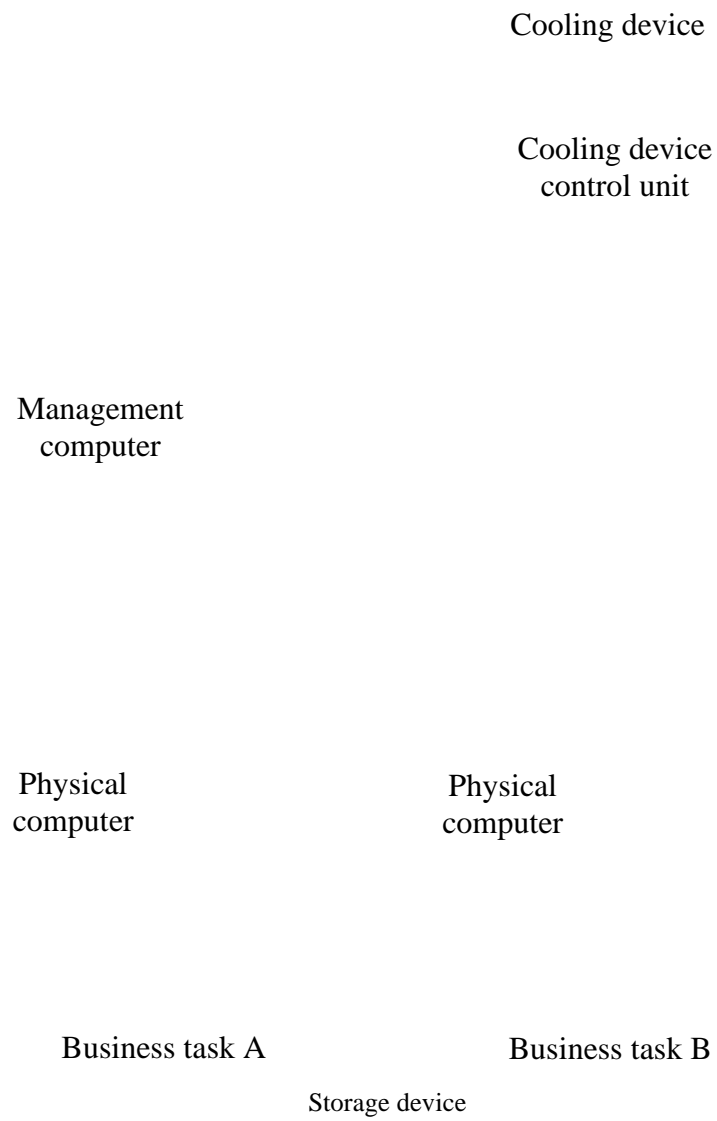 Cooling device
Cooling device
control unit
Management
computer
Physical
computer
Physical
computer
Business task A
Business task B
Storage device